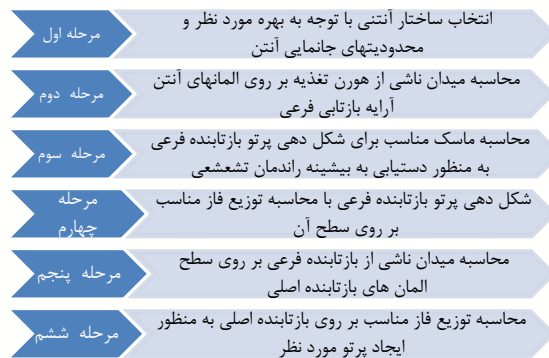 مرحله اول
انتخاب ساختار آنتنی با توجه به بهره مورد نظر و
محدودیتهای جانمایی آنتن
مرحله دوم
محاسبه میدان ناشی از هورن تغذیه بر روی المانهای آنتن
آرایه بازتابی فرعی
مرحله سوم
محاسبه ماسک مناسب برای شکل دهی پرتو بازتابنده فرعی
به منظور دستیابی به بیشینه راندمان تشعشعی
مرحله
چهارم
شکل دهی پرتو بازتابنده فرعی با محاسبه توزیع فاز مناسب
بر روی سطح آن
مرحله پنجم
محاسبه میدان ناشی از بازتابنده فرعی بر روی سطح
المان های بازتابنده اصلی
مرحله ششم
محاسبه توزیع فاز مناسب بر روی بازتابنده اصلی به منظور
ایجاد پرتو مورد نظر